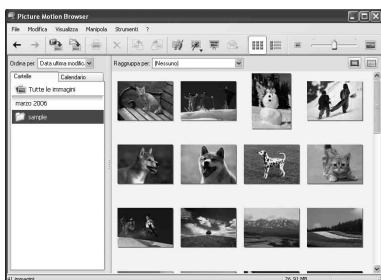 Picture Motion Browser
File Modifica Visualizza Manipola Strumenti ?
Ordina per: Data ultima modific. Raggruppa per: (Nessuno)
Cartelle Calendario
Tutte le immagini
marzo 2006
sample
41 immagini 26.91 MB